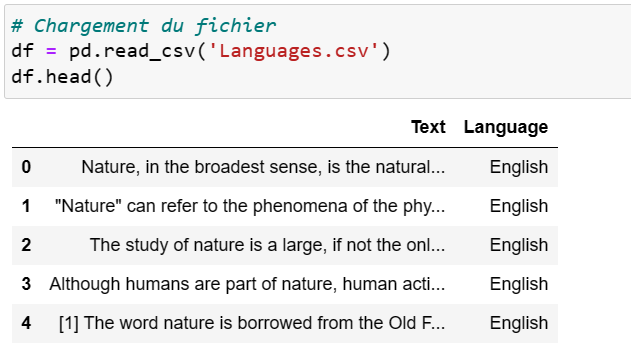 # Chargement du fichier
df = pd.read_csv('Languages.csv')
df.head()
Text Language
0 Nature, in the broadest sense, is the natural... English
1 "Nature" can refer to the phenomena of the phy... English
2 The study of nature is a large, if not the onl... English
3 Although humans are part of nature, human acti... English
4 [1] The word nature is borrowed from the Old F... English